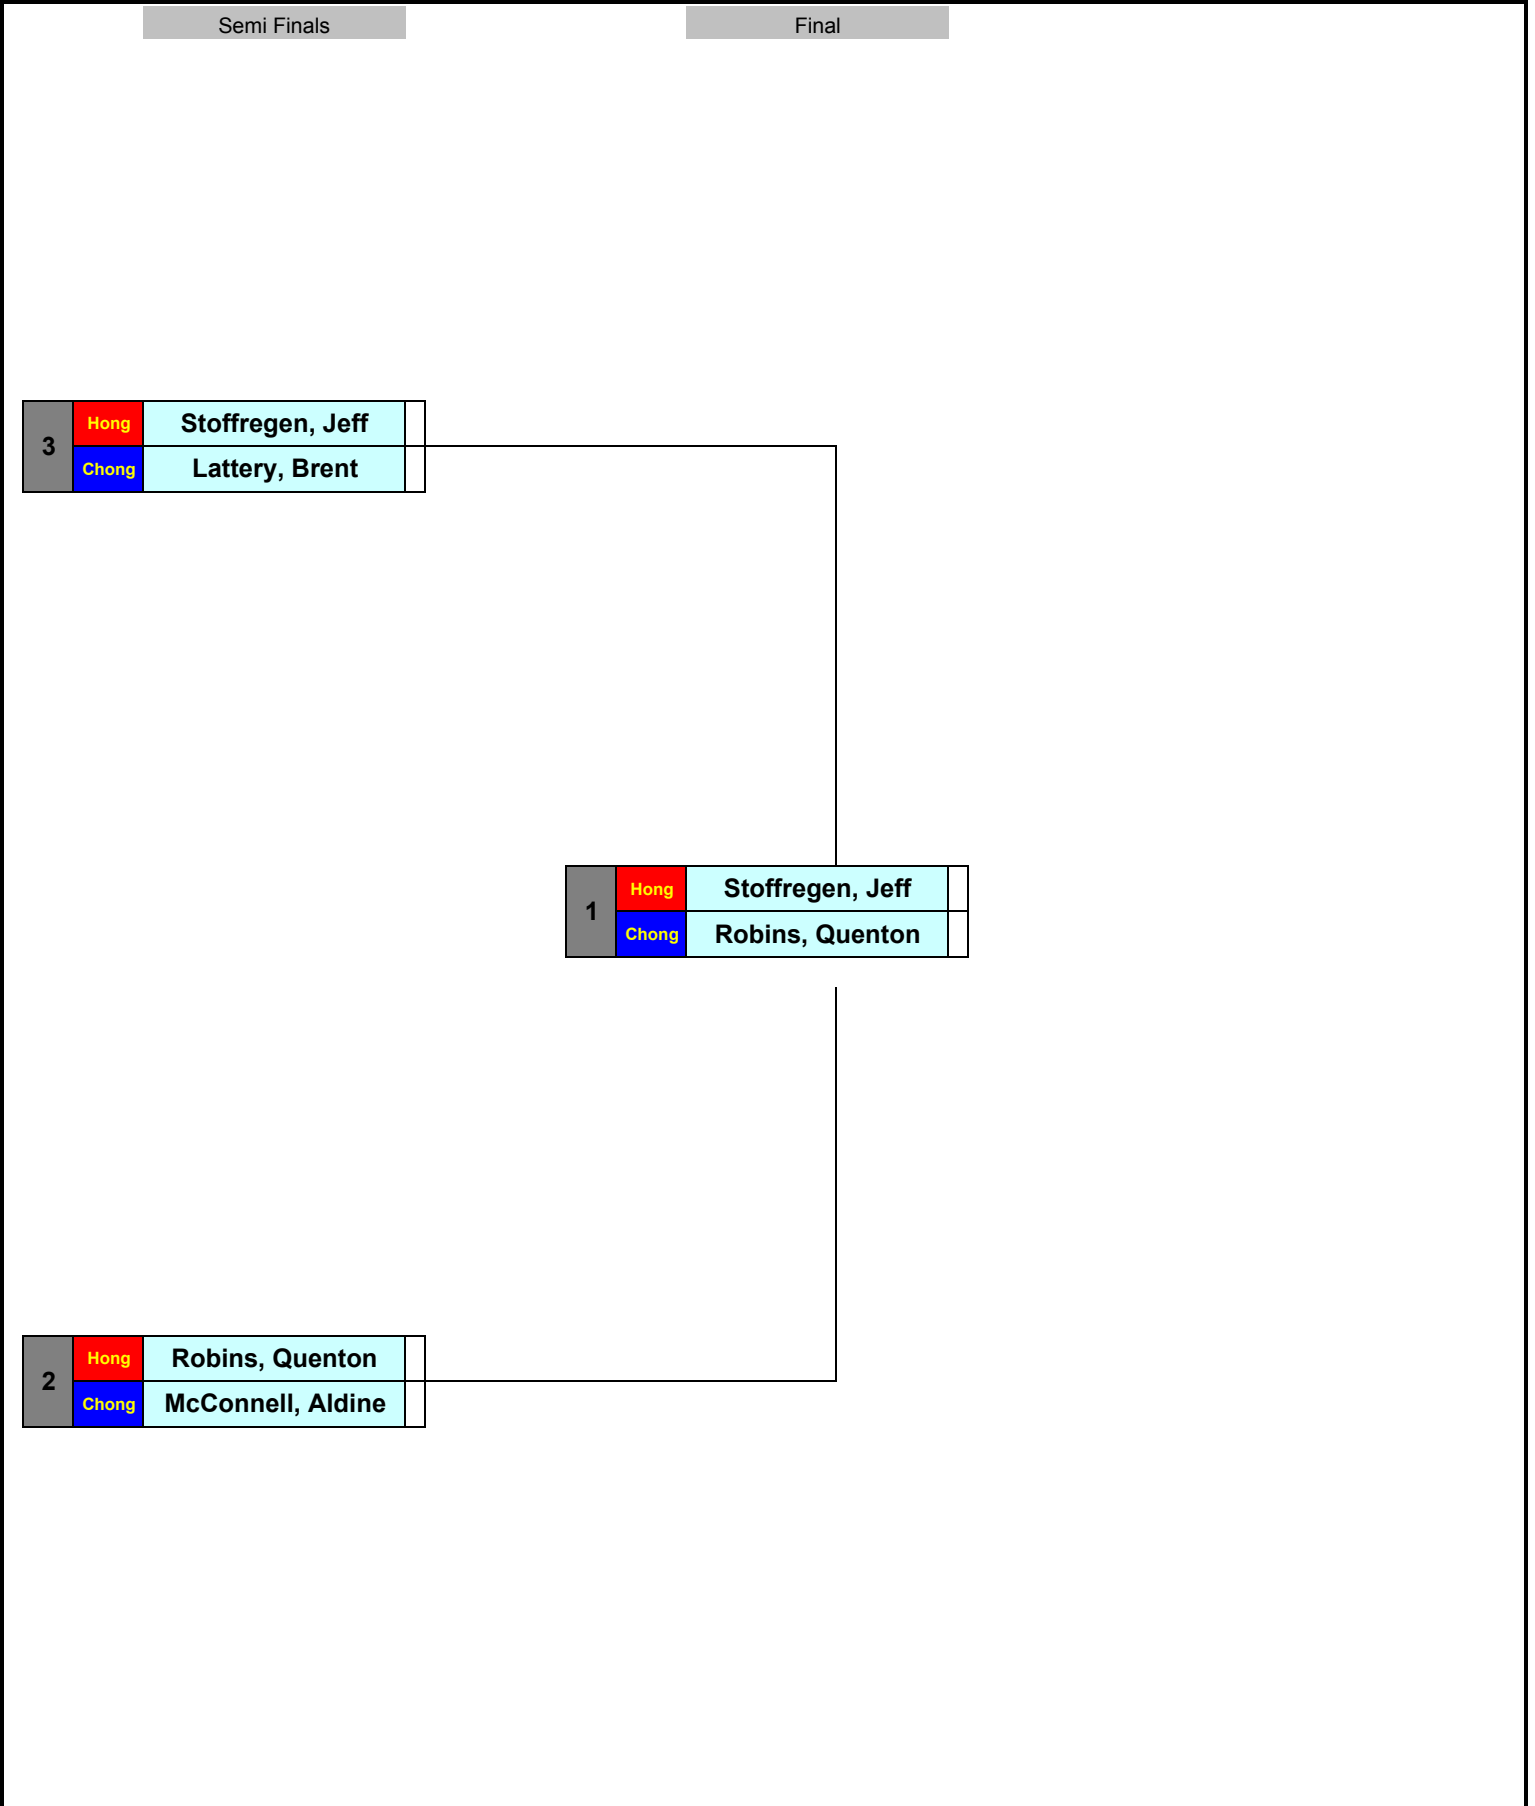 Semi Finals
Final
3
Hong
Stoffregen, Jeff
Chong
Lattery, Brent
1
Hong
Stoffregen, Jeff
Chong
Robins, Quenton
2
Hong
Robins, Quenton
Chong
McConnell, Aldine